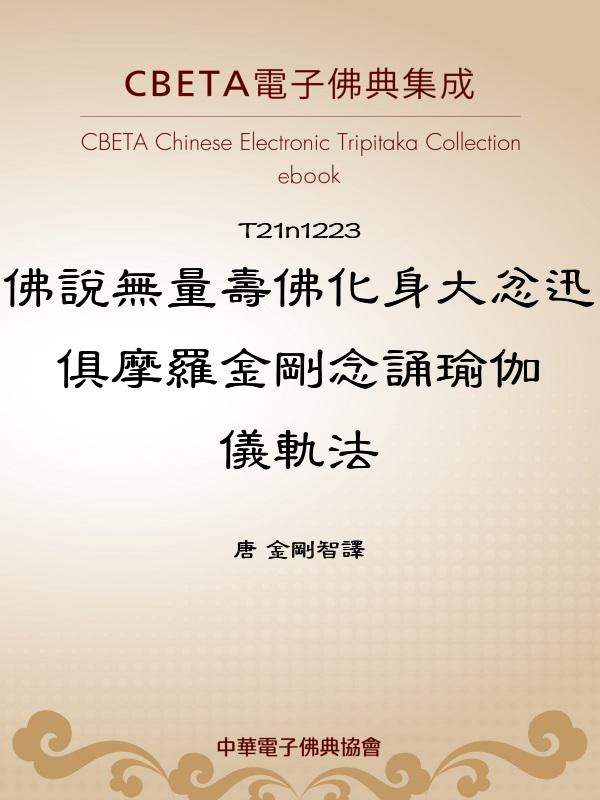 CBETA電子佛典集成
CBETA Chinese Electronic Tripitaka Collection
ebook
T21n1223
佛說無量壽佛化身大忿迅
俱摩羅金剛念誦瑜伽
儀軌法
唐 金剛智譯
中華電子佛典協會